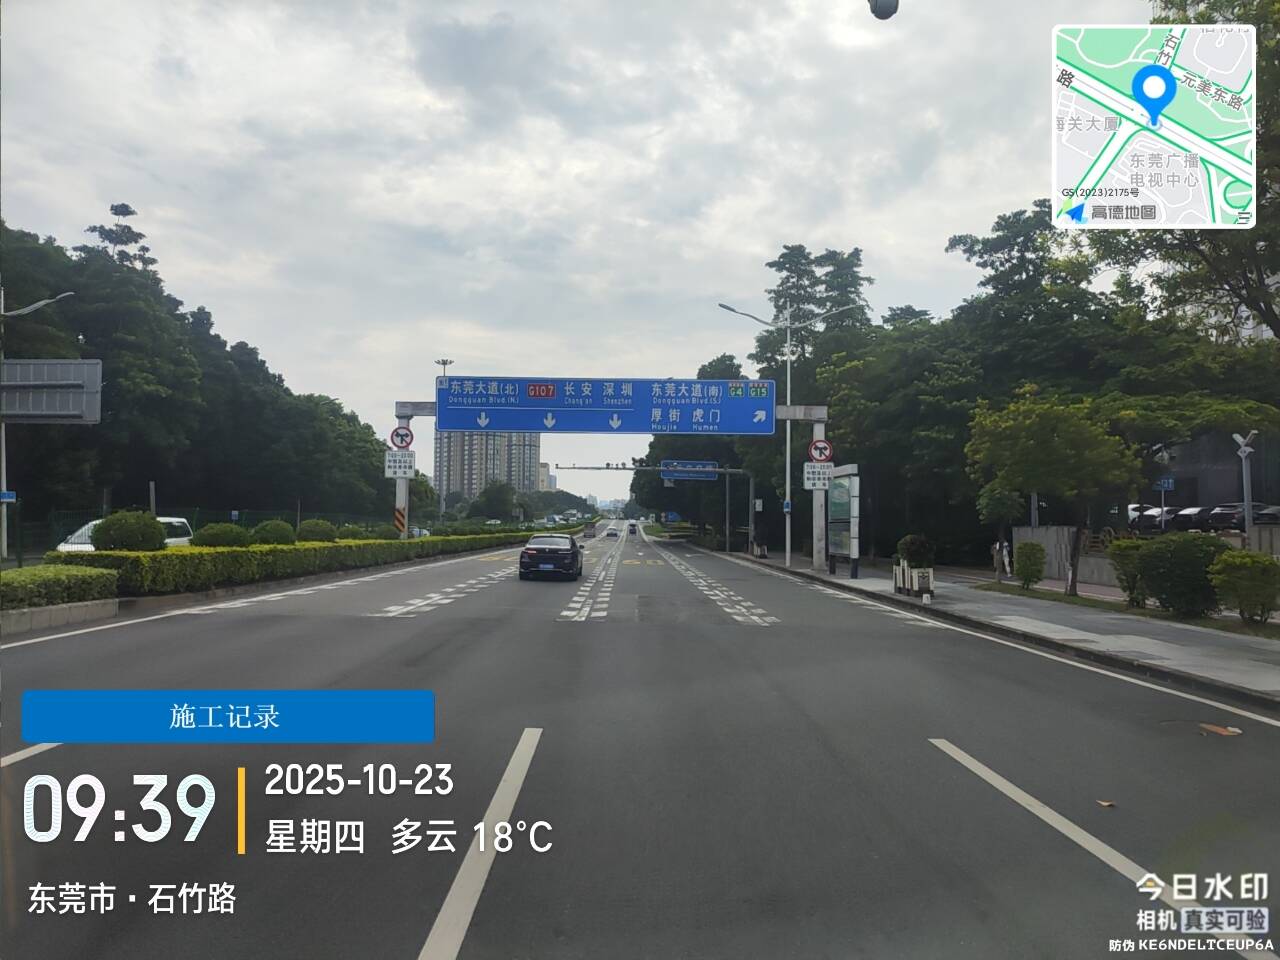 石竹
路
元美东路
海关大厦
东莞广播
电视中心
GS(2023)2175号
高德地图
东莞大道(北) G107 长安 深圳 东莞大道(南) G4 G15
Dongguan Blvd.(N.) Chang'an Shenzhen Dongguan Blvd.(S.)
厚街 虎门
Houjie Humen
施工记录
09:39
2025-10-23
星期四 多云 18°C
东莞市·石竹路
今日水印
相机 真实可验
防伪 KE6NDELTCEUP6A